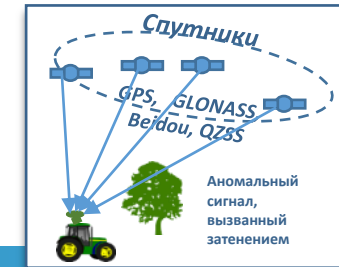 Спутники
GPS, GLONASS
Beidou, QZSS
Аномальный
сигнал,
вызванный
затенением